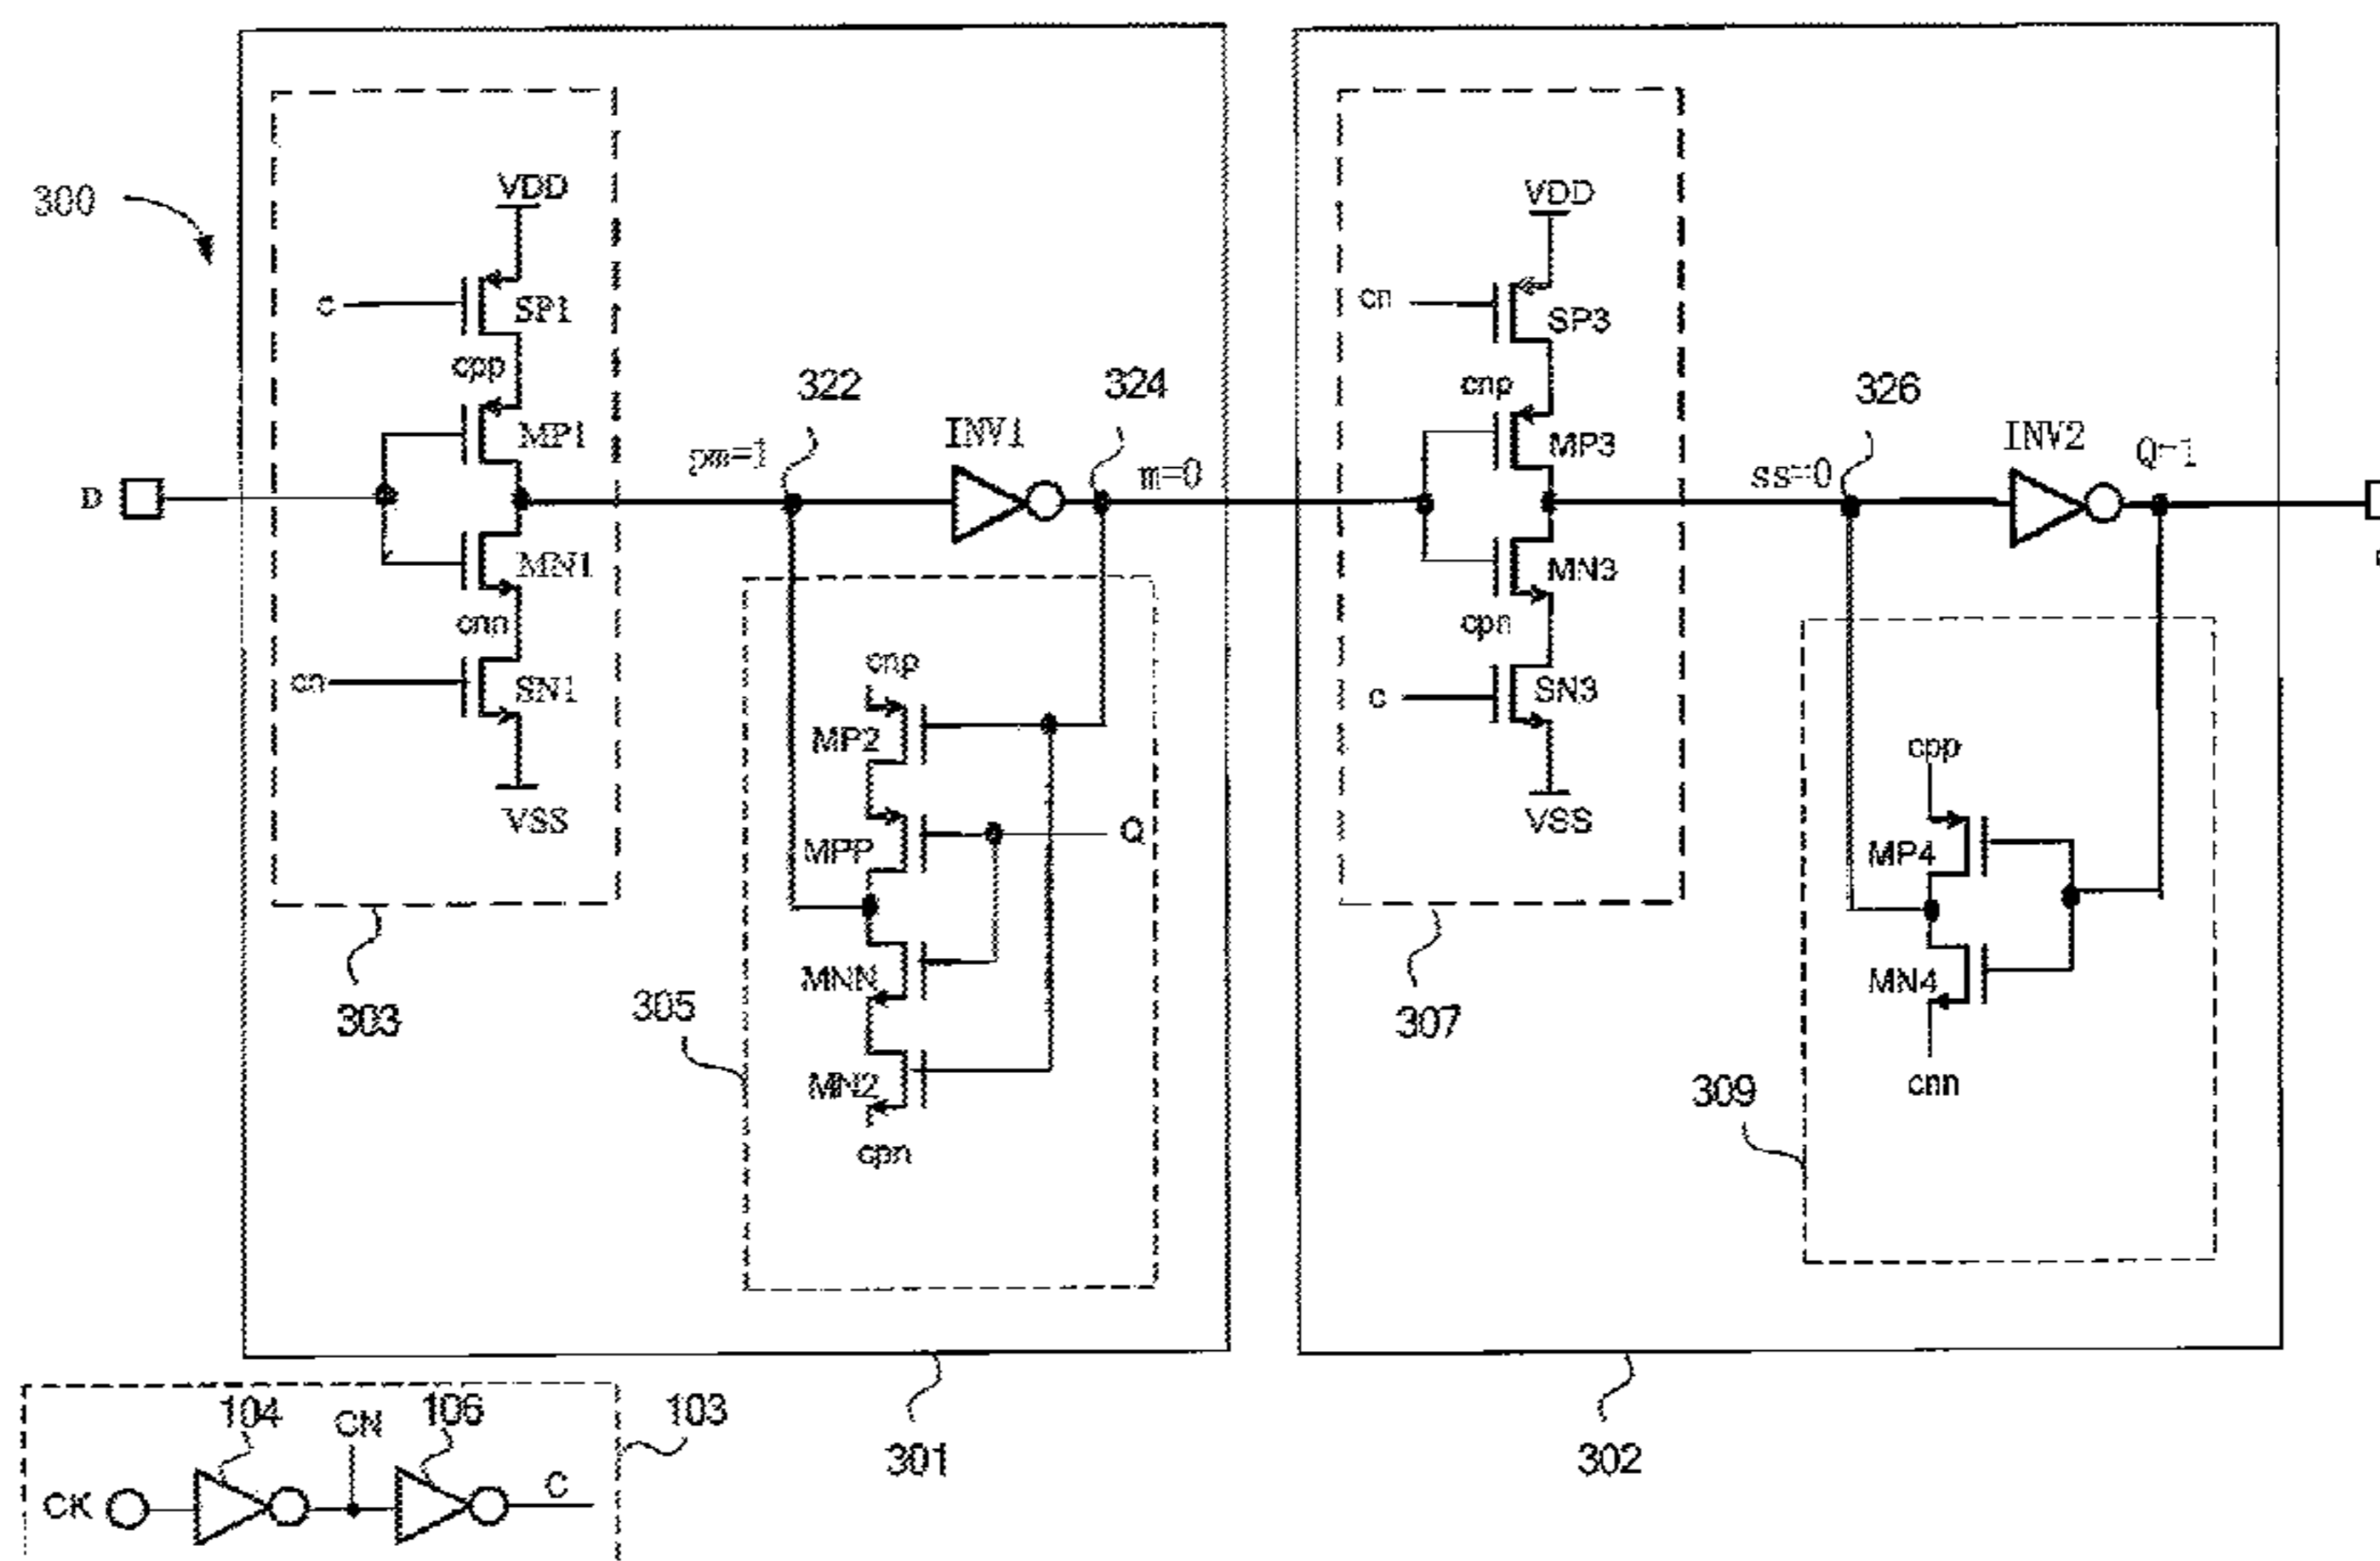 300
VDD
C
SP1
cpp
MP1
D
MN1
cnn
cn
SN1
VSS
303
pm=1
322
INV1
324
m=0
cnp
MP2
MPP
Q
MNN
MN2
cpn
305
301
VDD
cn
SP3
cnp
MP3
MN3
cpn
c
SN3
VSS
307
ss=0
326
INV2
Q=1
cpp
MP4
MN4
cnn
309
302
CK
104
CN
106
C
103